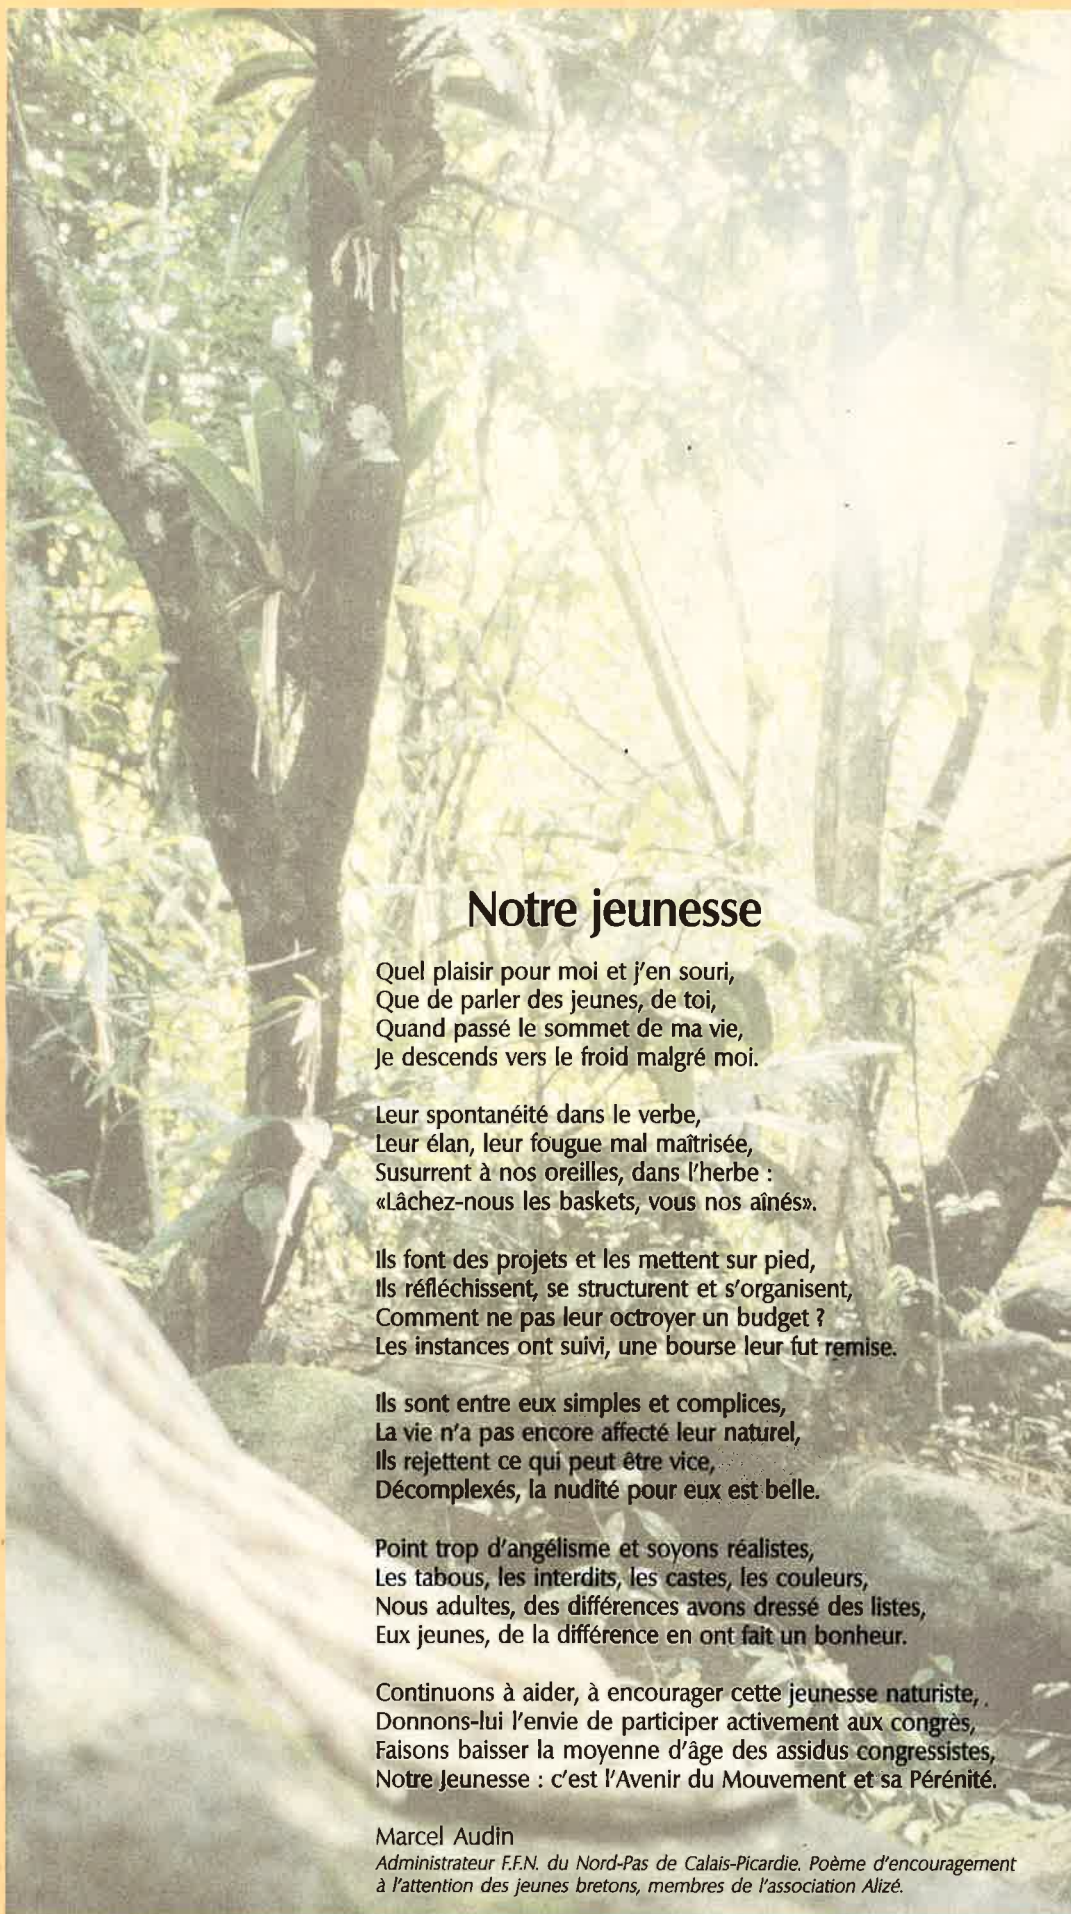 Notre jeunesse
Quel plaisir pour moi et j'en souri,
Que de parler des jeunes, de toi,
Quand passé le sommet de ma vie,
Je descends vers le froid malgré moi.
Leur spontanéité dans le verbe,
Leur élan, leur fougue mal maîtrisée,
Susurrent à nos oreilles, dans l'herbe :
«Lâchez-nous les baskets, vous nos aînés».
Ils font des projets et les mettent sur pied,
Ils réfléchissent, se structurent et s'organisent,
Comment ne pas leur octroyer un budget ?
Les instances ont suivi, une bourse leur fut remise.
Ils sont entre eux simples et complices,
La vie n'a pas encore affecté leur naturel,
Ils rejettent ce qui peut être vice,
Décomplexés, la nudité pour eux est belle.
Point trop d'angélisme et soyons réalistes,
Les tabous, les interdits, les castes, les couleurs,
Nous adultes, des différences avons dressé des listes,
Eux jeunes, de la différence en ont fait un bonheur.
Continuons à aider, à encourager cette jeunesse naturiste,
Donnons-lui l'envie de participer activement aux congrès,
Faisons baisser la moyenne d'âge des assidus congressistes,
Notre Jeunesse : c'est l'Avenir du Mouvement et sa Pérénité.
Marcel Audin
Administrateur F.F.N. du Nord-Pas de Calais-Picardie. Poème d'encouragement
à l'attention des jeunes bretons, membres de l'association Alizé.